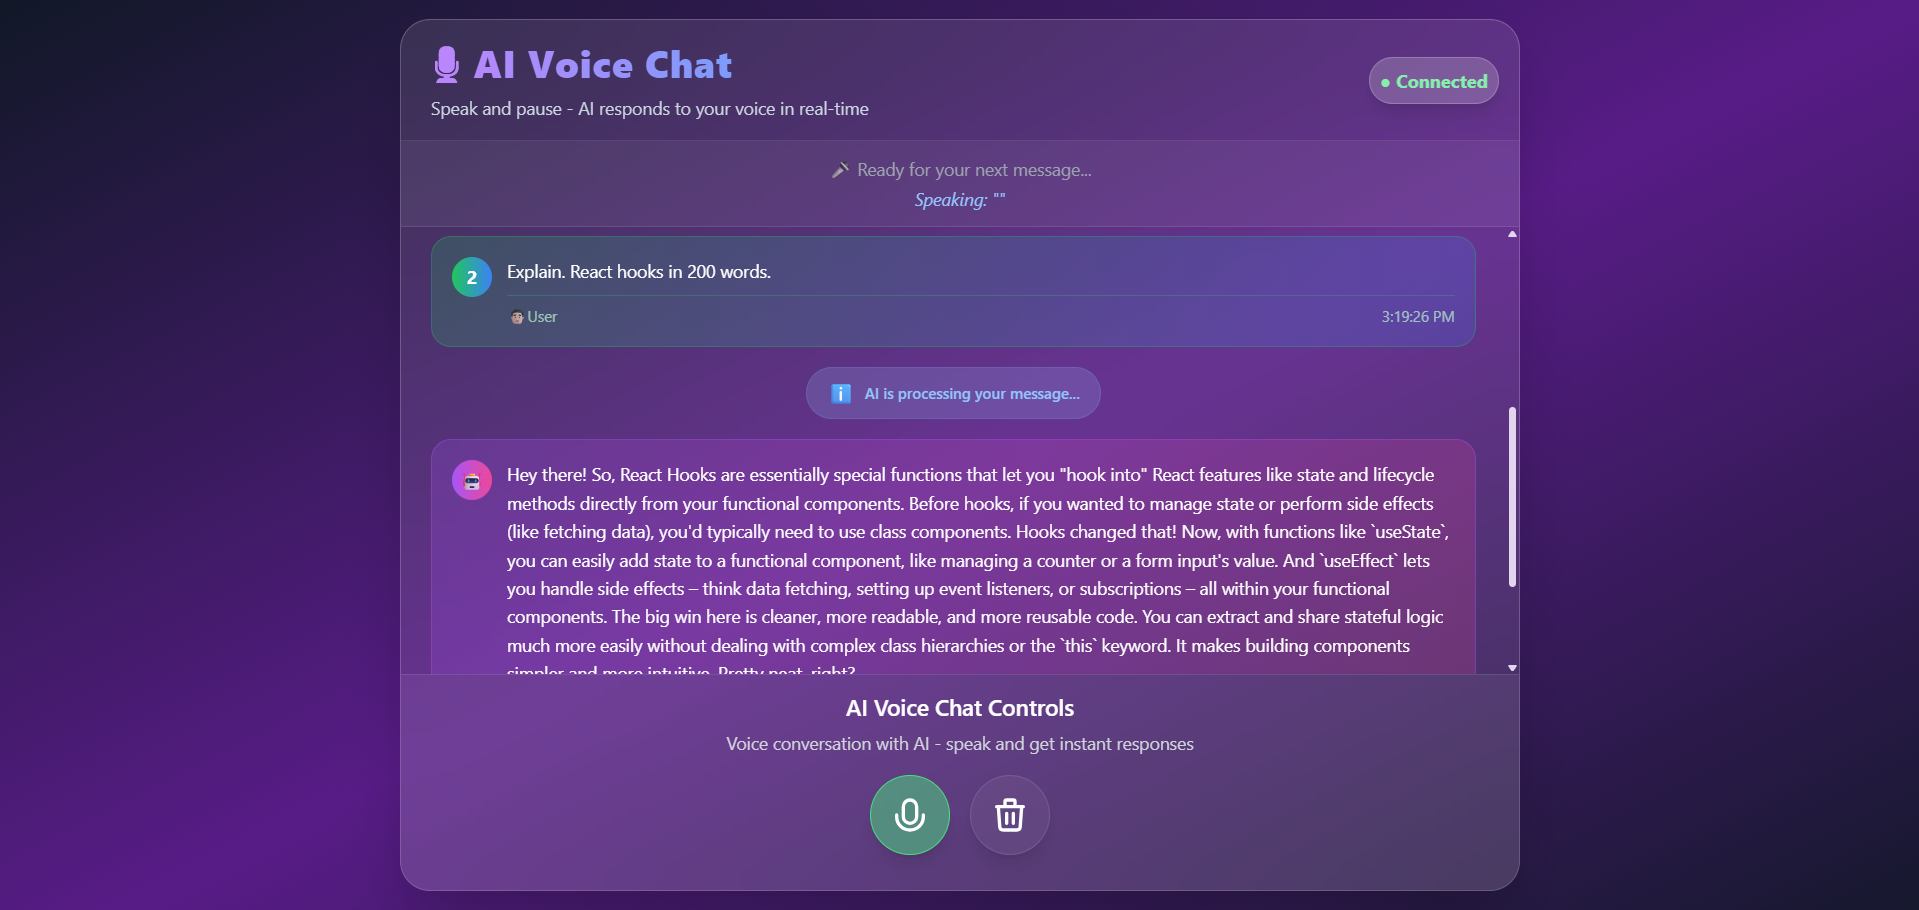 AI Voice Chat
Speak and pause - AI responds to your voice in real-time
● Connected
Ready for your next message...
Speaking: ""
2
Explain. React hooks in 200 words.
User
3:19:26 PM
AI is processing your message...
Hey there! So, React Hooks are essentially special functions that let you "hook into" React features like state and lifecycle
methods directly from your functional components. Before hooks, if you wanted to manage state or perform side effects
(like fetching data), you'd typically need to use class components. Hooks changed that! Now, with functions like `useState`,
you can easily add state to a functional component, like managing a counter or a form input's value. And `useEffect` lets
you handle side effects – think data fetching, setting up event listeners, or subscriptions – all within your functional
components. The big win here is cleaner, more readable, and more reusable code. You can extract and share stateful logic
much more easily without dealing with complex class hierarchies or the `this` keyword. It makes building components
simpler and more intuitive. Pretty neat, right?
AI Voice Chat Controls
Voice conversation with AI - speak and get instant responses